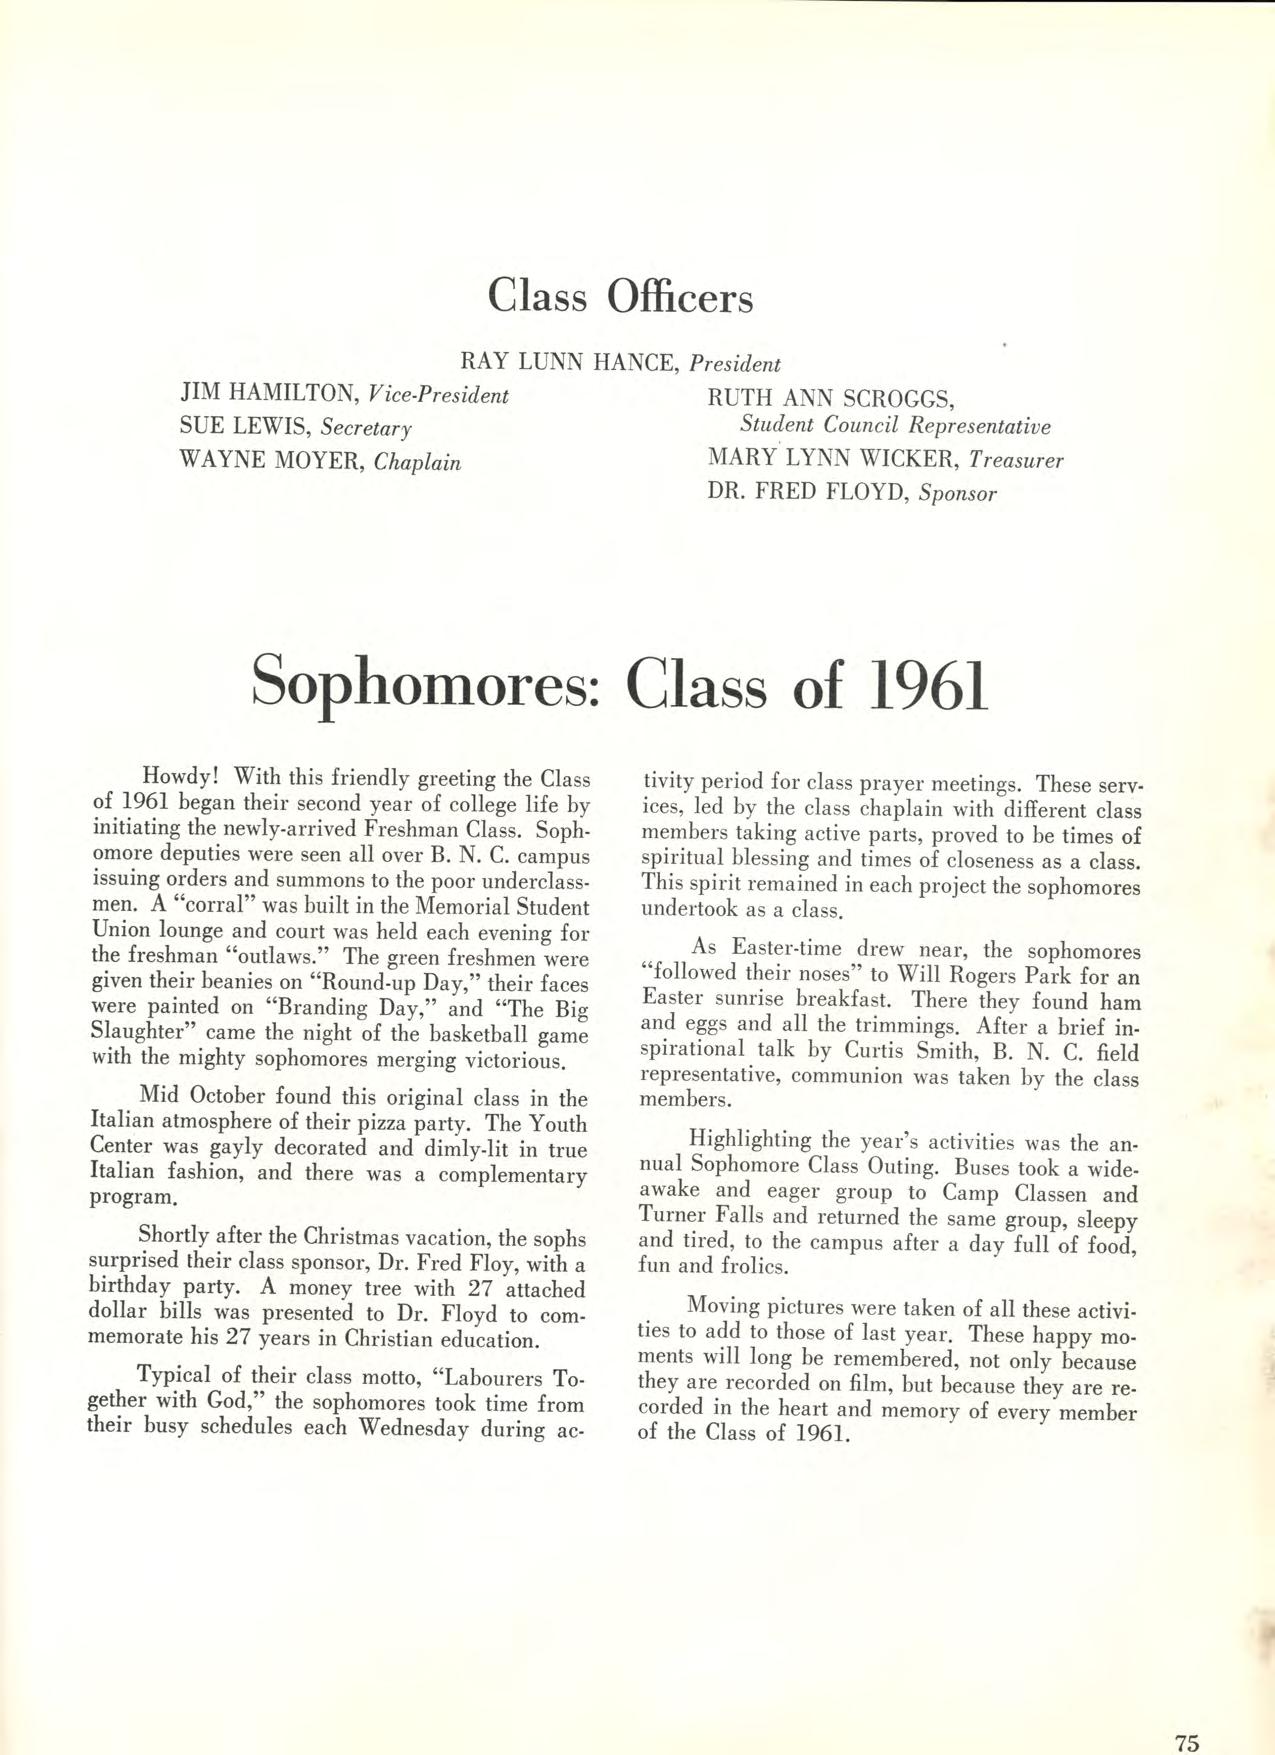 Class Officers
RAY LUNN HANCE, President
JIM HAMILTON, Vice-President
SUE LEWIS, Secretary
WAYNE MOYER, Chaplain
RUTH ANN SCROGGS,
Student Council Representative
MARY LYNN WICKER, Treasurer
DR. FRED FLOYD, Sponsor
Sophomores: Class of 1961
Howdy! With this friendly greeting the Class
of 1961 began their second year of college life by
initiating the newly-arrived Freshman Class. Soph-
omore deputies were seen all over B. N. C. campus
issuing orders and summons to the poor underclass-
men. A “corral” was built in the Memorial Student
Union lounge and court was held each evening for
the freshman “outlaws.” The green freshmen were
given their beanies on “Round-up Day,” their faces
were painted on “Branding Day,” and “The Big
Slaughter” came the night of the basketball game
with the mighty sophomores merging victorious.
Mid October found this original class in the
Italian atmosphere of their pizza party. The Youth
Center was gayly decorated and dimly-lit in true
Italian fashion, and there was a complementary
program.
Shortly after the Christmas vacation, the sophs
surprised their class sponsor, Dr. Fred Floy, with a
birthday party. A money tree with 27 attached
dollar bills was presented to Dr. Floyd to com-
memorate his 27 years in Christian education.
Typical of their class motto, “Labourers To-
gether with God,” the sophomores took time from
their busy schedules each Wednesday during ac-
tivity period for class prayer meetings. These serv-
ices, led by the class chaplain with different class
members taking active parts, proved to be times of
spiritual blessing and times of closeness as a class.
This spirit remained in each project the sophomores
undertook as a class.
As Easter-time drew near, the sophomores
“followed their noses” to Will Rogers Park for an
Easter sunrise breakfast. There they found ham
and eggs and all the trimmings. After a brief in-
spirational talk by Curtis Smith, B. N. C. field
representative, communion was taken by the class
members.
Highlighting the year’s activities was the an-
nual Sophomore Class Outing. Buses took a wide-
awake and eager group to Camp Classen and
Turner Falls and returned the same group, sleepy
and tired, to the campus after a day full of food,
fun and frolics.
Moving pictures were taken of all these activi-
ties to add to those of last year. These happy mo-
ments will long be remembered, not only because
they are recorded on film, but because they are re-
corded in the heart and memory of every member
of the Class of 1961.
75